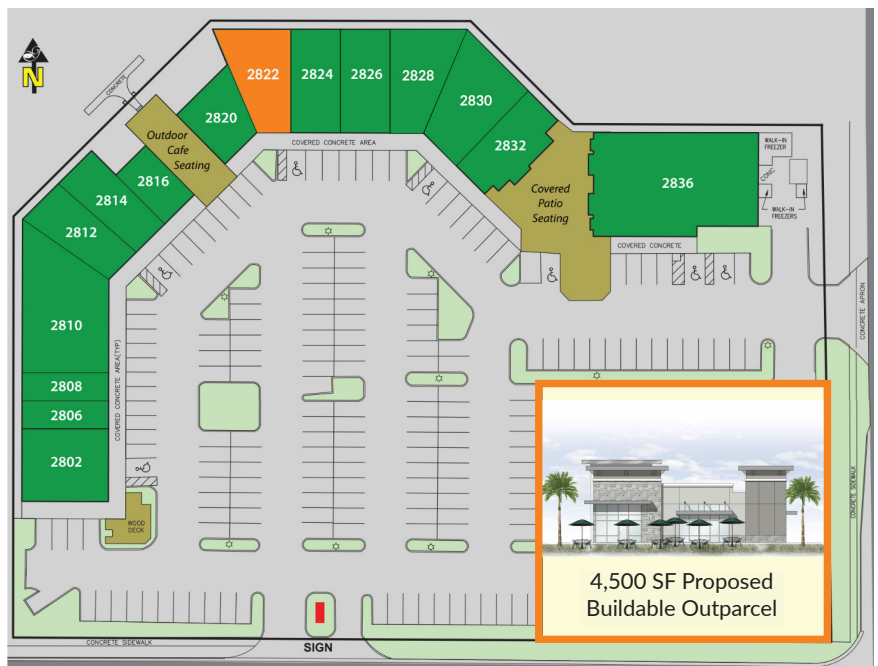 N
CONCRETE
2822
2824
2826
2828
2830
2820
2832
Outdoor
Cafe
Seating
COVERED CONCRETE AREA
WALK-IN
FREEZER
2816
2814
2812
Covered
Patio
Seating
2836
CONC
WALK-IN
FREEZERS
COVERED CONCRETE
2810
COVERED CONCRETE AREA(TYP)
CONCRETE APRON
2808
2806
2802
WOOD
DECK
CONCRETE SIDEWALK
4,500 SF Proposed
Buildable Outparcel
CONCRETE SIDEWALK
SIGN